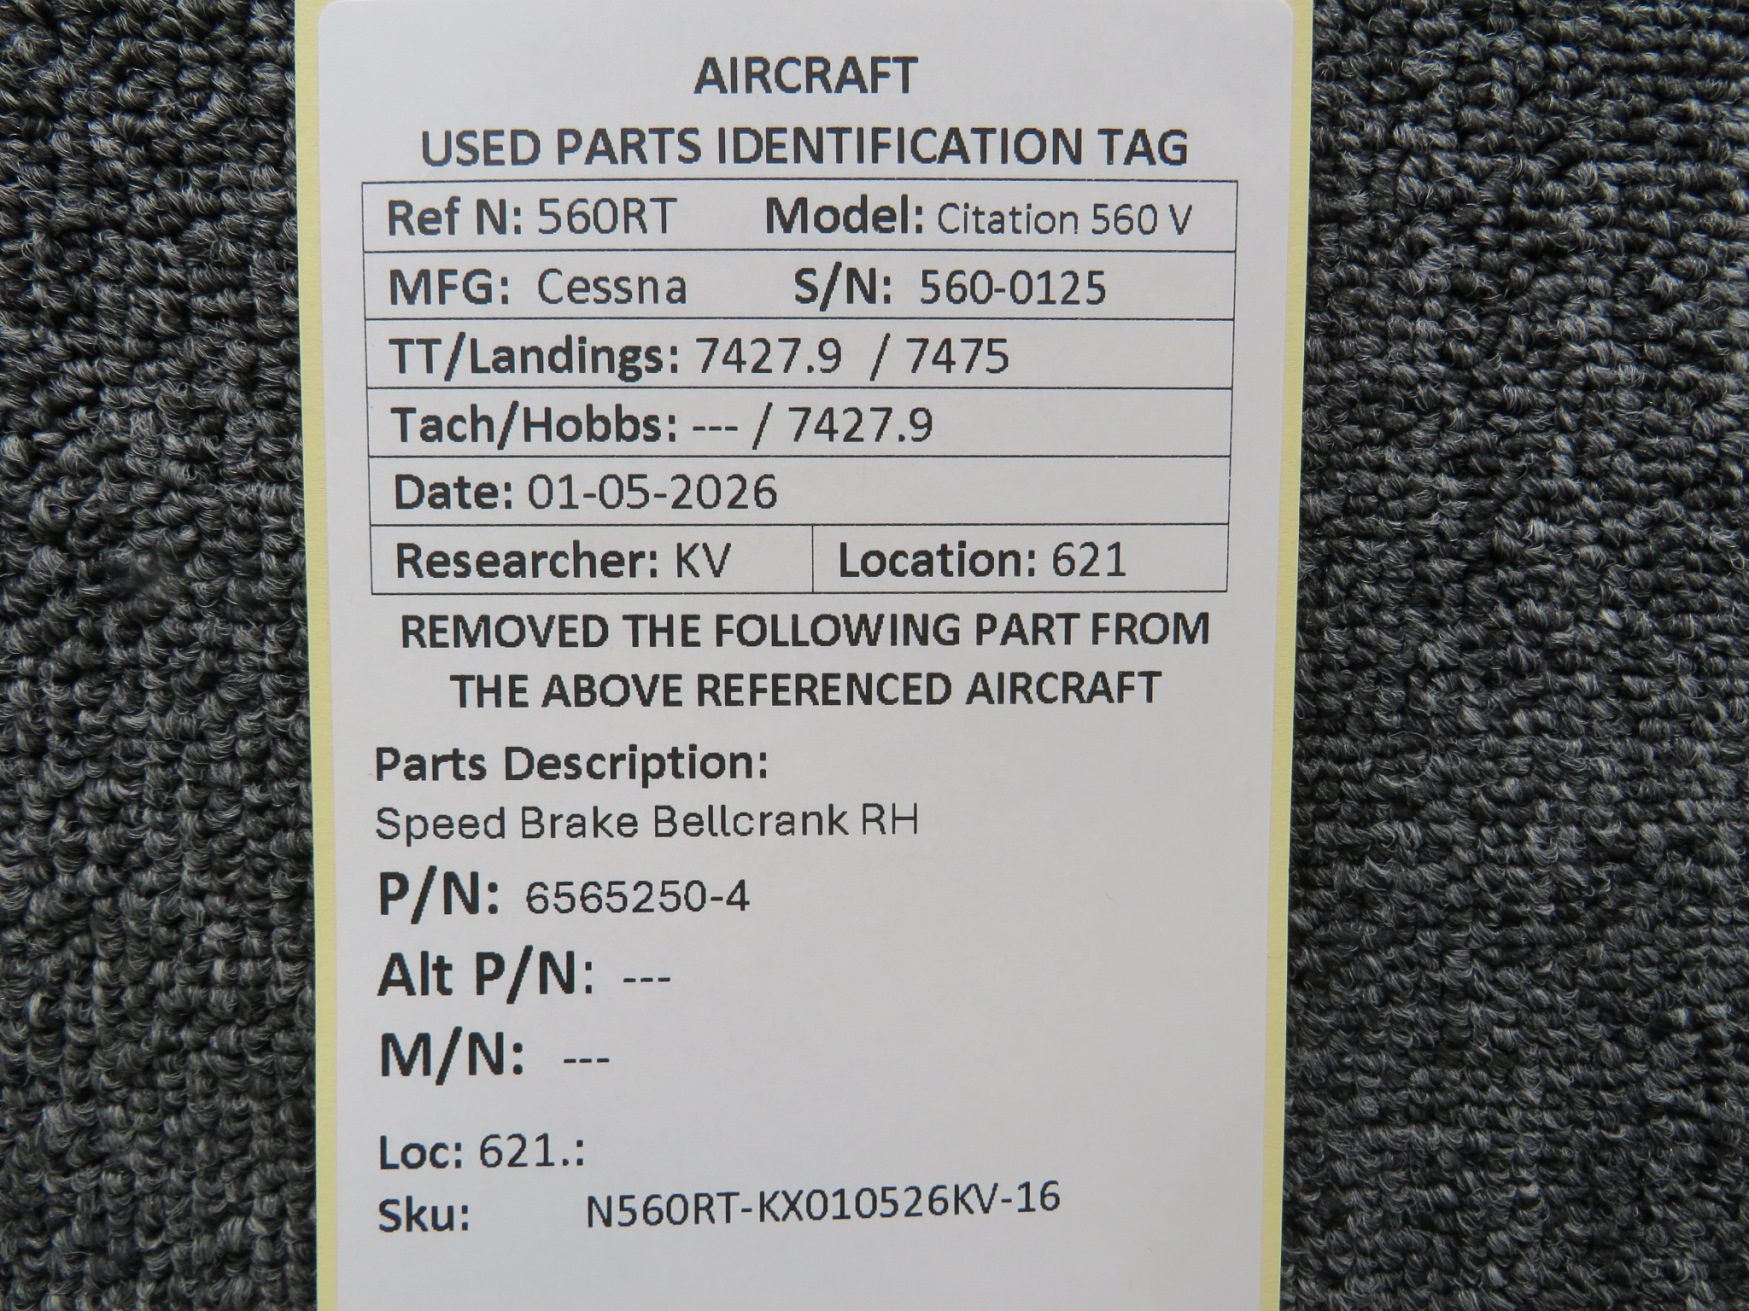 AIRCRAFT
USED PARTS IDENTIFICATION TAG
Ref N: 560RT Model: Citation 560 V
MFG: Cessna S/N: 560-0125
TT/Landings: 7427.9 / 7475
Tach/Hobbs: --- / 7427.9
Date: 01-05-2026
Researcher: KV Location: 621
REMOVED THE FOLLOWING PART FROM
THE ABOVE REFERENCED AIRCRAFT
Parts Description:
Speed Brake Bellcrank RH
P/N: 6565250-4
Alt P/N: ---
M/N: ---
Loc: 621.:
Sku: N560RT-KX010526KV-16